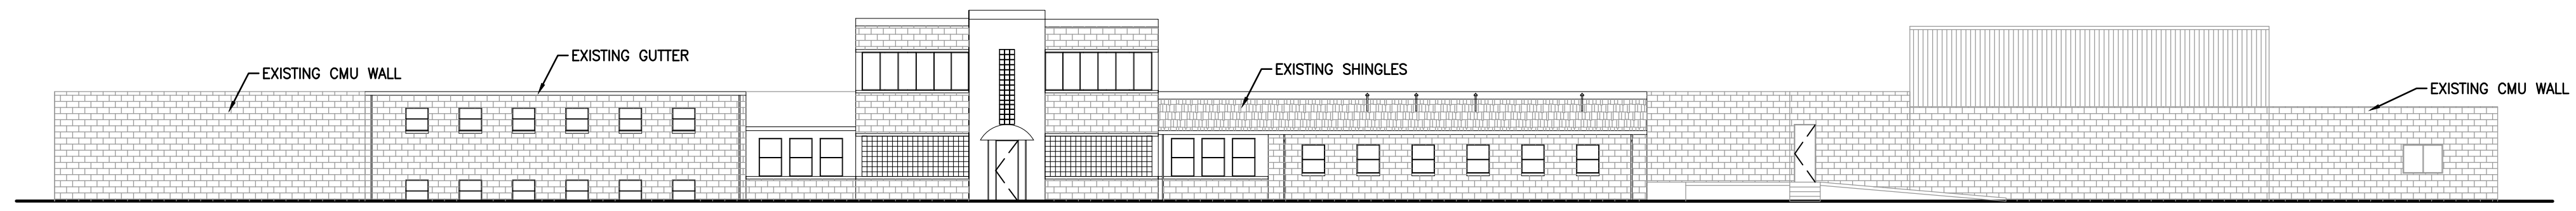 EXISTING CMU WALL
EXISTING GUTTER
EXISTING SHINGLES
EXISTING CMU WALL